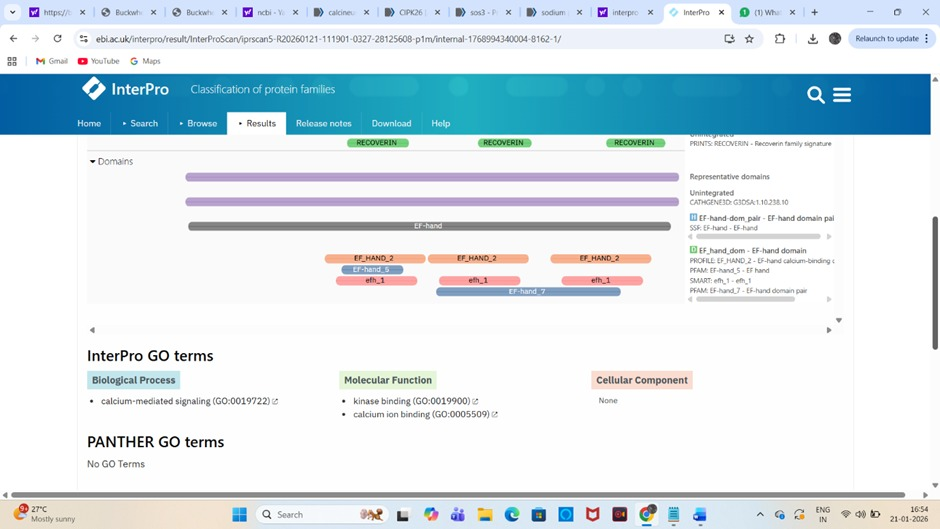 https://
Buckwhe
Buckwhe
ncbi - Ya
calcineu
CIPK26 |
sos3 - Pr
sodium
interpro
InterPro
(1) What
ebi.ac.uk/interpro/result/InterProScan/iprscan5-R20260121-111901-0327-28125608-p1m/internal-1768994340004-8162-1/
Relaunch to update
Gmail
YouTube
Maps
InterPro
Classification of protein families
Home
Search
Browse
Results
Release notes
Download
Help
RECOVERIN
RECOVERIN
RECOVERIN
Unintegrated
PRINTS: RECOVERIN - Recoverin family signature
Domains
Representative domains
Unintegrated
CATHGENE3D: G3DSA:1.10.238.10
EF-hand
H EF-hand-dom_pair - EF-hand domain pai
SSF: EF-hand - EF-hand
EF_HAND_2
EF_HAND_2
EF_HAND_2
EF-hand_5
efh_1
efh_1
efh_1
EF-hand_7
D EF_hand_dom - EF-hand domain
PROFILE: EF_HAND_2 - EF-hand calcium-binding
PFAM: EF-hand_5 - EF hand
SMART: efh_1 - efh_1
PFAM: EF-hand_7 - EF-hand domain pair
InterPro GO terms
Biological Process
Molecular Function
Cellular Component
calcium-mediated signaling (GO:0019722)
kinase binding (GO:0019900)
calcium ion binding (GO:0005509)
None
PANTHER GO terms
No GO Terms
9+
27°C
Mostly sunny
Search
ENG
IN
16:54
21-01-2026